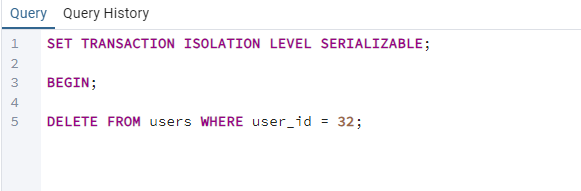 Query Query History
1 SET TRANSACTION ISOLATION LEVEL SERIALIZABLE;
2
3 BEGIN;
4
5 DELETE FROM users WHERE user_id = 32;